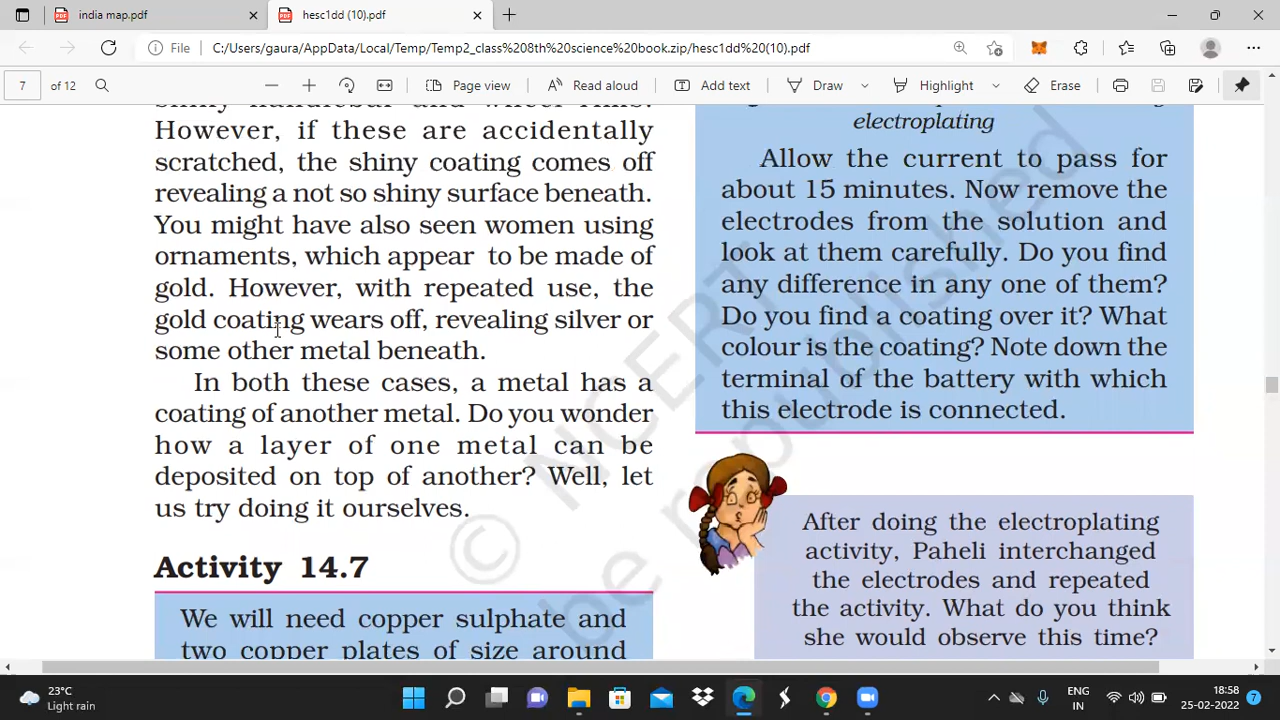 india map.pdf
hesc1dd (10).pdf
File
C:/Users/gaura/AppData/Local/Temp/Temp2_class%208th%20science%20book.zip/hesc1dd%20(10).pdf
7
of 12
Page view
Read aloud
Add text
Draw
Highlight
Erase
shiny handlebar and wheel rims.
However, if these are accidentally
scratched, the shiny coating comes off
revealing a not so shiny surface beneath.
You might have also seen women using
ornaments, which appear to be made of
gold. However, with repeated use, the
gold coating wears off, revealing silver or
some other metal beneath.
In both these cases, a metal has a
coating of another metal. Do you wonder
how a layer of one metal can be
deposited on top of another? Well, let
us try doing it ourselves.
Activity 14.7
We will need copper sulphate and
two copper plates of size around
electroplating
Allow the current to pass for
about 15 minutes. Now remove the
electrodes from the solution and
look at them carefully. Do you find
any difference in any one of them?
Do you find a coating over it? What
colour is the coating? Note down the
terminal of the battery with which
this electrode is connected.
After doing the electroplating
activity, Paheli interchanged
the electrodes and repeated
the activity. What do you think
she would observe this time?
© NCERT
be republished
23°C
Light rain
ENG
IN
18:58
25-02-2022
7